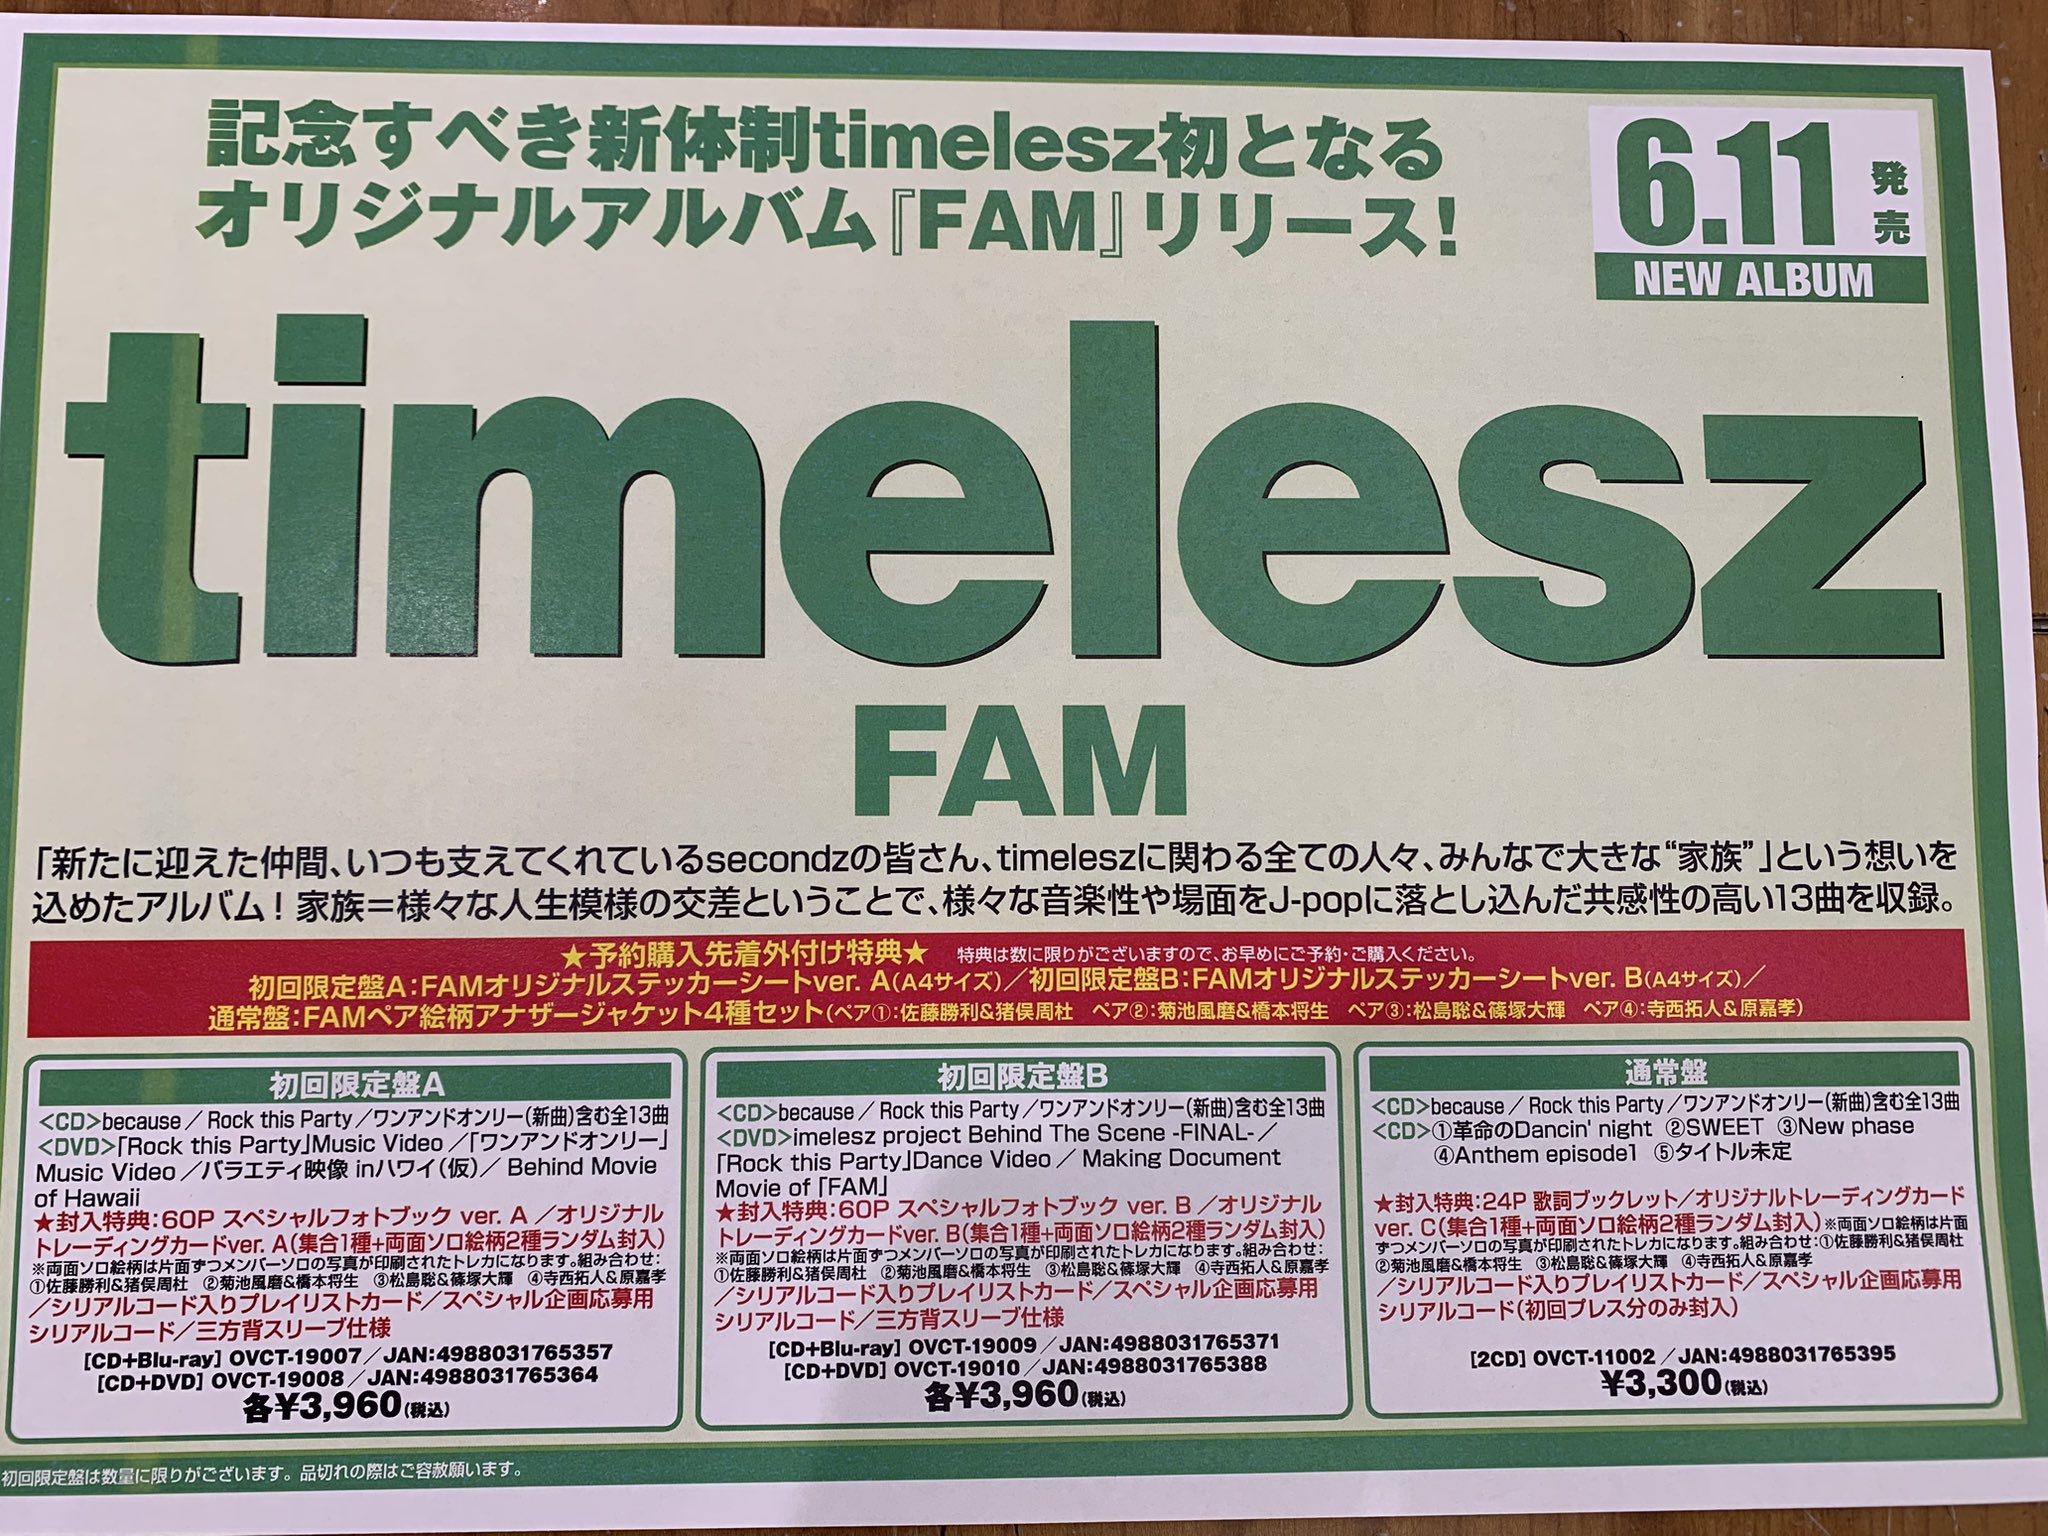 記念すべき新体制timelesz初となる
オリジナルアルバム『FAM』リリース!
6.11 発売
NEW ALBUM
timelesz
FAM
「新たに迎えた仲間、いつも支えてくれているsecondzの皆さん、timeleszに関わる全ての人々、みんなで大きな“家族”」という想いを
込めたアルバム!家族=様々な人生模様の交差ということで、様々な音楽性や場面をJ-popに落とし込んだ共感性の高い13曲を収録。
★予約購入先着外付け特典★ 特典は数に限りがございますので、お早めにご予約・ご購入ください。
初回限定盤A:FAMオリジナルステッカーシートver. A(A4サイズ)/初回限定盤B:FAMオリジナルステッカーシートver. B(A4サイズ)/
通常盤:FAMペア絵柄アナザージャケット4種セット(ペア①:佐藤勝利&猪俣周杜 ペア②:菊池風磨&橋本将生 ペア③:松島聡&篠塚大輝 ペア④:寺西拓人&原嘉孝)
初回限定盤A
<CD>because/Rock this Party/ワンアンドオンリー(新曲)含む全13曲
<DVD>「Rock this Party」Music Video/「ワンアンドオンリー」
Music Video/バラエティ映像 inハワイ(仮)/Behind Movie
of Hawaii
★封入特典:60P スペシャルフォトブック ver. A/オリジナル
トレーディングカードver. A(集合1種+両面ソロ絵柄2種ランダム封入)
※両面ソロ絵柄は片面ずつメンバーソロの写真が印刷されたトレカになります。組み合わせ:
①佐藤勝利&猪俣周杜 ②菊池風磨&橋本将生 ③松島聡&篠塚大輝 ④寺西拓人&原嘉孝
/シリアルコード入りプレイリストカード/スペシャル企画応募用
シリアルコード/三方背スリーブ仕様
[CD+Blu-ray] OVCT-19007/JAN:4988031765357
[CD+DVD] OVCT-19008/JAN:4988031765364
各¥3,960(税込)
初回限定盤B
<CD>because/Rock this Party/ワンアンドオンリー(新曲)含む全13曲
<DVD>imelesz project Behind The Scene -FINAL-/
「Rock this Party」Dance Video/Making Document
Movie of「FAM」
★封入特典:60P スペシャルフォトブック ver. B/オリジナル
トレーディングカードver. B(集合1種+両面ソロ絵柄2種ランダム封入)
※両面ソロ絵柄は片面ずつメンバーソロの写真が印刷されたトレカになります。組み合わせ:
①佐藤勝利&猪俣周杜 ②菊池風磨&橋本将生 ③松島聡&篠塚大輝 ④寺西拓人&原嘉孝
/シリアルコード入りプレイリストカード/スペシャル企画応募用
シリアルコード/三方背スリーブ仕様
[CD+Blu-ray] OVCT-19009/JAN:4988031765371
[CD+DVD] OVCT-19010/JAN:4988031765388
各¥3,960(税込)
通常盤
<CD>because/Rock this Party/ワンアンドオンリー(新曲)含む全13曲
<CD>①革命のDancin' night ②SWEET ③New phase
④Anthem episode1 ⑤タイトル未定
★封入特典:24P 歌詞ブックレット/オリジナルトレーディングカード
ver. C(集合1種+両面ソロ絵柄2種ランダム封入)※両面ソロ絵柄は片面
ずつメンバーソロの写真が印刷されたトレカになります。組み合わせ:①佐藤勝利&猪俣周杜
②菊池風磨&橋本将生 ③松島聡&篠塚大輝 ④寺西拓人&原嘉孝
/シリアルコード入りプレイリストカード/スペシャル企画応募用
シリアルコード(初回プレス分のみ封入)
[2CD] OVCT-11002/JAN:4988031765395
¥3,300(税込)
初回限定盤は数量に限りがございます。品切れの際はご容赦願います。